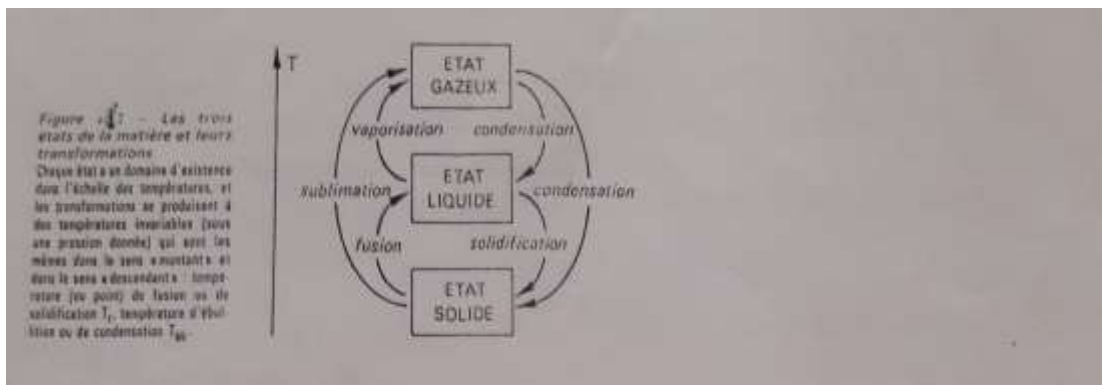 Figure 1 - Les trois
états de la matière et leurs
transformations
Chaque état a un domaine d'existence
dans l'échelle des températures, et
les transformations se produisent à
des températures invariables (sous
une pression donnée) qui sont les
mêmes dans le sens «montant» et
dans le sens «descendant» : tempé-
rature (ou point) de fusion ou de
solidification Tf, température d'ébul-
lition ou de condensation Téb.
T
ETAT
GAZEUX
vaporisation
condensation
sublimation
ETAT
LIQUIDE
condensation
fusion
solidification
ETAT
SOLIDE